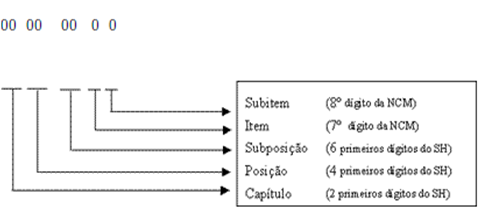 00 00 00 0 0
Subitem (8º dígito da NCM)
Item (7º dígito da NCM)
Subposição (6 primeiros dígitos do SH)
Posição (4 primeiros dígitos do SH)
Capítulo (2 primeiros dígitos do SH)